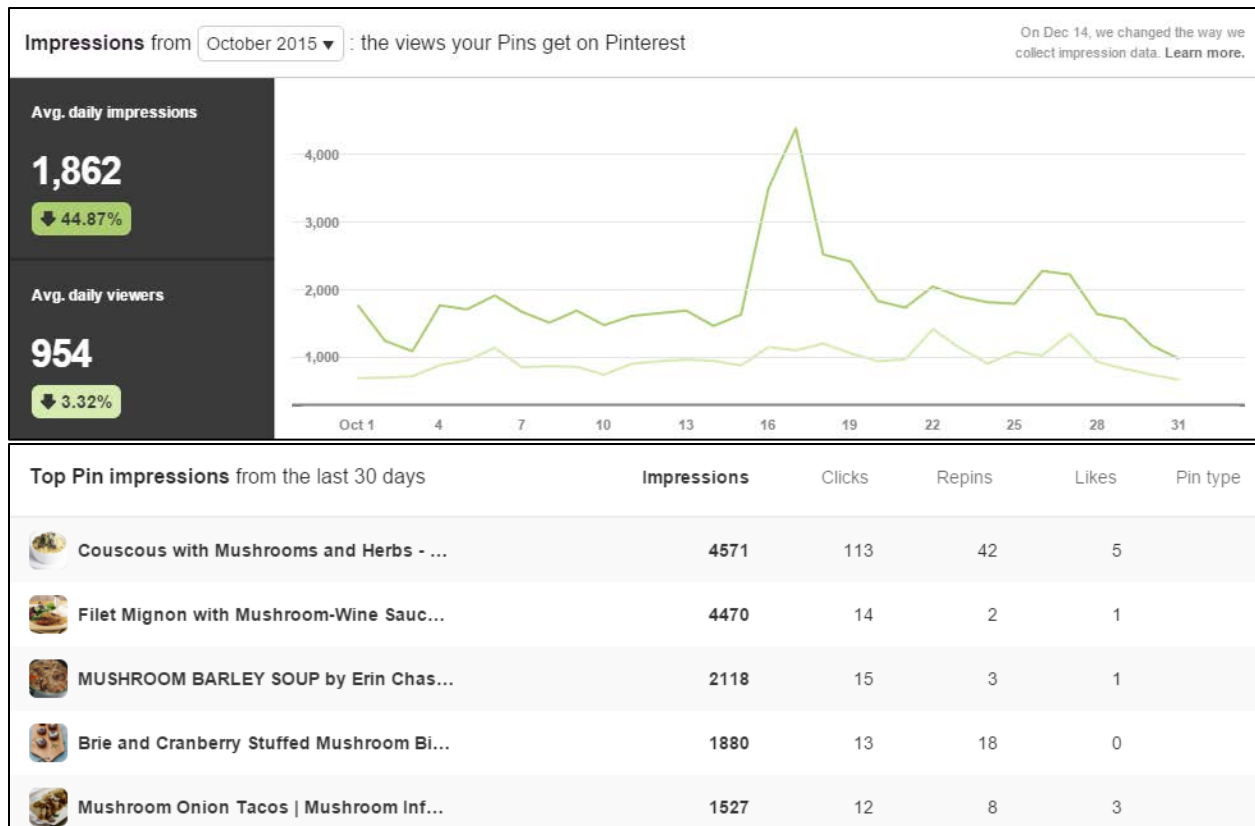 Impressions from October 2015 ▼ : the views your Pins get on Pinterest
On Dec 14, we changed the way we
collect impression data. Learn more.
Avg. daily impressions
1,862
44.87%
Avg. daily viewers
954
3.32%
4,000
3,000
2,000
1,000
Oct 1 4 7 10 13 16 19 22 25 28 31
Top Pin impressions from the last 30 days Impressions Clicks Repins Likes Pin type
Couscous with Mushrooms and Herbs - ... 4571 113 42 5
Filet Mignon with Mushroom-Wine Sauc... 4470 14 2 1
MUSHROOM BARLEY SOUP by Erin Chas... 2118 15 3 1
Brie and Cranberry Stuffed Mushroom Bi... 1880 13 18 0
Mushroom Onion Tacos | Mushroom Inf... 1527 12 8 3